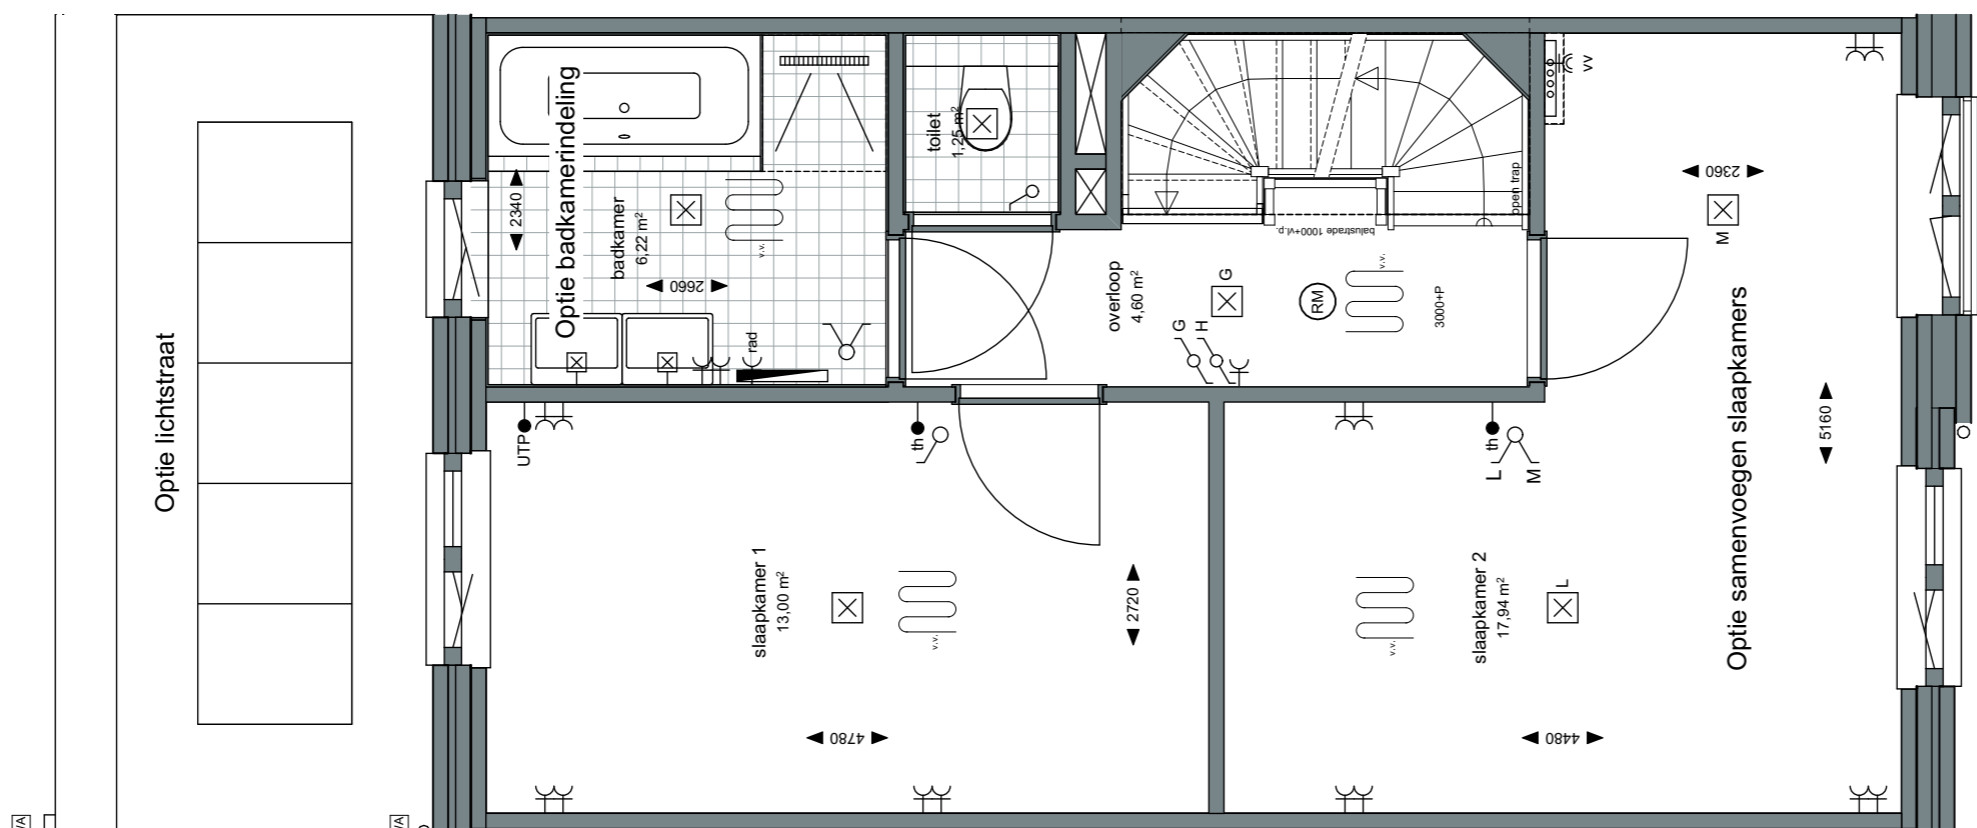 Optie lichtstraat
Optie badkamerindeling
badkamer
6,22 m²
2340
2660
v.v.
rad
toilet
1,25 m²
overloop
4,60 m²
G
G
H
RM
v.v.
3000+P
balustrade 1000+vl.p.
open trap
VV
2360
M
Optie samenvoegen slaapkamers
5160
UTP
th
slaapkamer 1
13,00 m²
v.v.
2720
4780
L
th
M
slaapkamer 2
17,94 m²
v.v.
L
4480